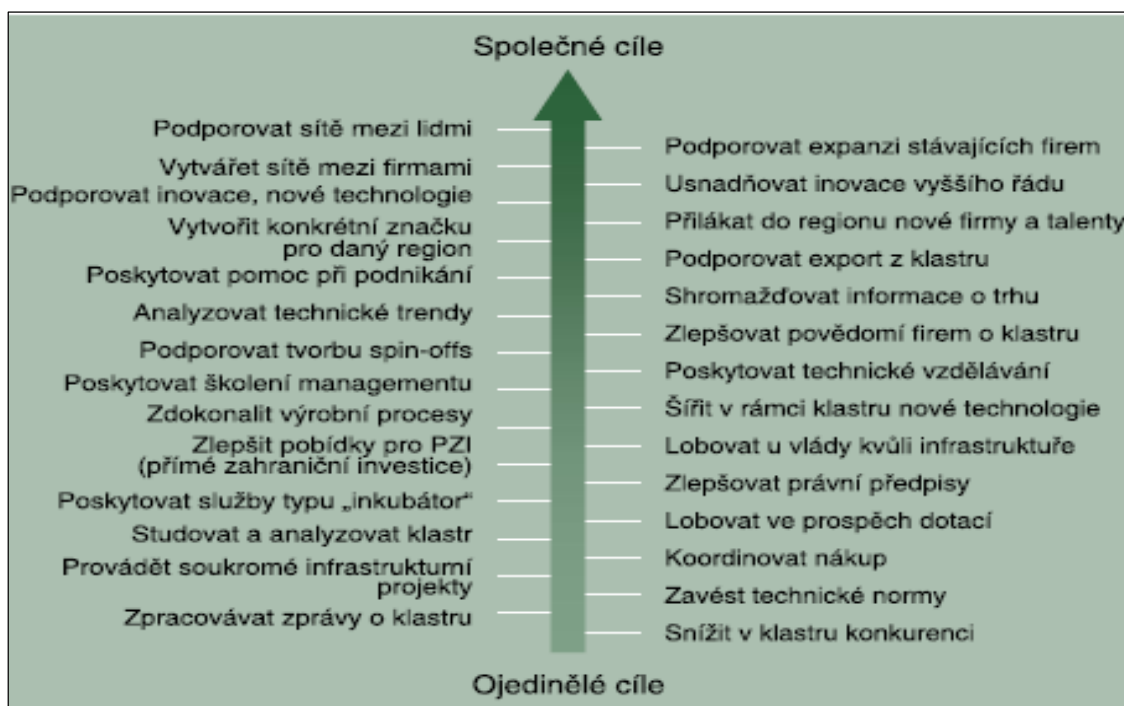 Společné cíle
Podporovat sítě mezi lidmi
Vytvářet sítě mezi firmami
Podporovat inovace, nové technologie
Vytvořit konkrétní značku
pro daný region
Poskytovat pomoc při podnikání
Analyzovat technické trendy
Podporovat tvorbu spin-offs
Poskytovat školení managementu
Zdokonalit výrobní procesy
Zlepšit pobídky pro PZI
(přímé zahraniční investice)
Poskytovat služby typu „inkubátor“
Studovat a analyzovat klastr
Provádět soukromé infrastrukturní
projekty
Zpracovávat zprávy o klastru
Podporovat expanzi stávajících firem
Usnadňovat inovace vyššího řádu
Přilákat do regionu nové firmy a talenty
Podporovat export z klastru
Shromažďovat informace o trhu
Zlepšovat povědomí firem o klastru
Poskytovat technické vzdělávání
Šířit v rámci klastru nové technologie
Lobovat u vlády kvůli infrastruktuře
Zlepšovat právní předpisy
Lobovat ve prospěch dotací
Koordinovat nákup
Zavést technické normy
Snížit v klastru konkurenci
Ojedinělé cíle